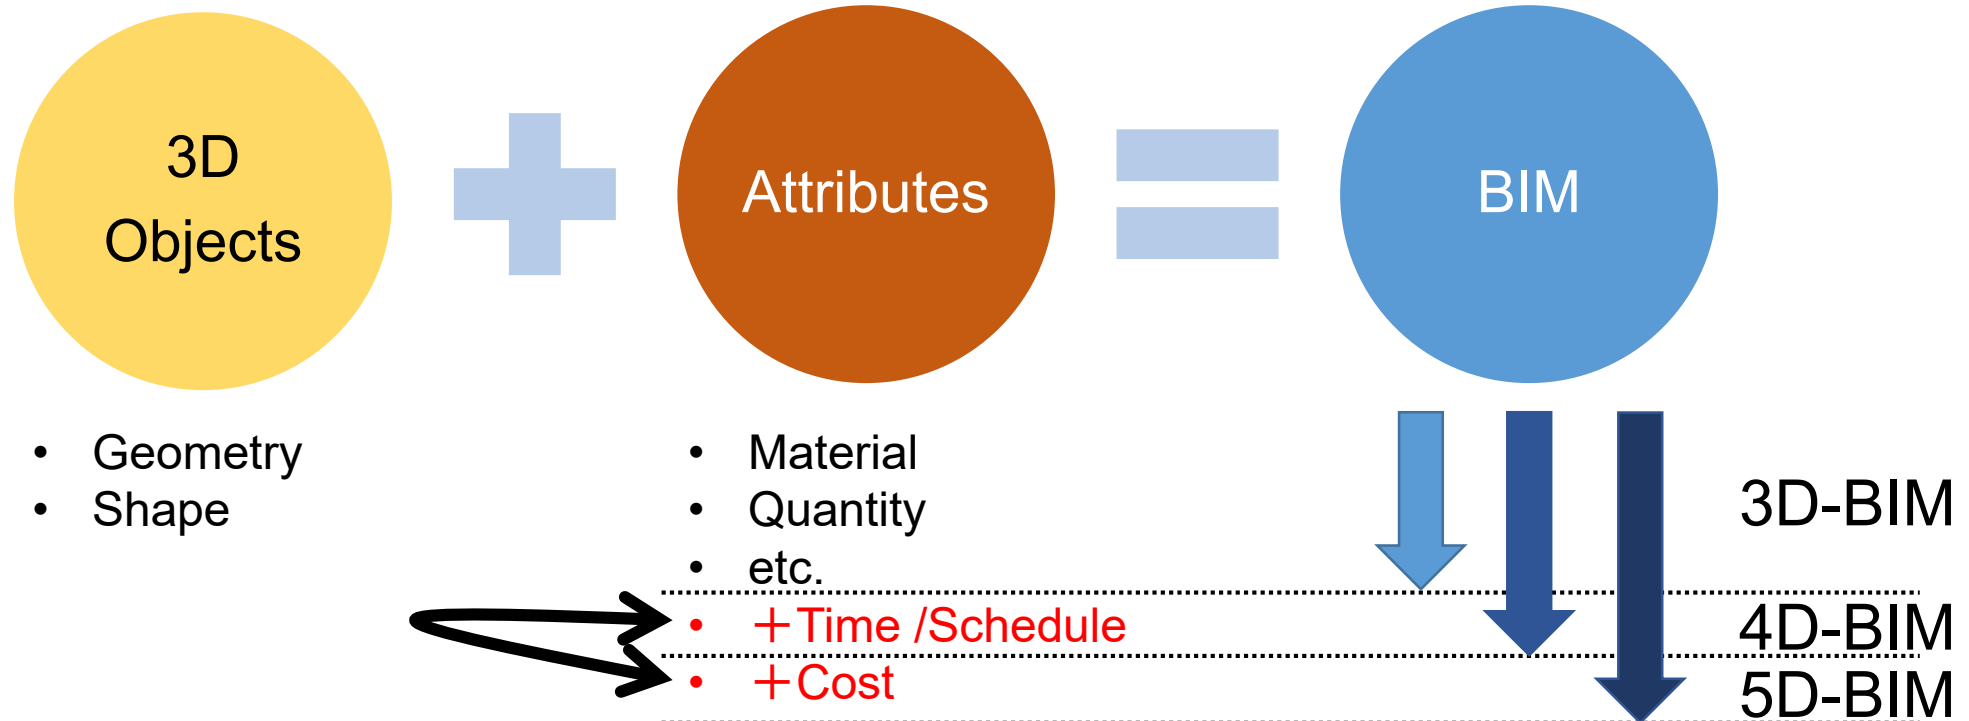 3D
Objects
Attributes
BIM
• Geometry
• Shape
• Material
• Quantity
• etc.
• ＋Time /Schedule
• ＋Cost
3D-BIM
4D-BIM
5D-BIM